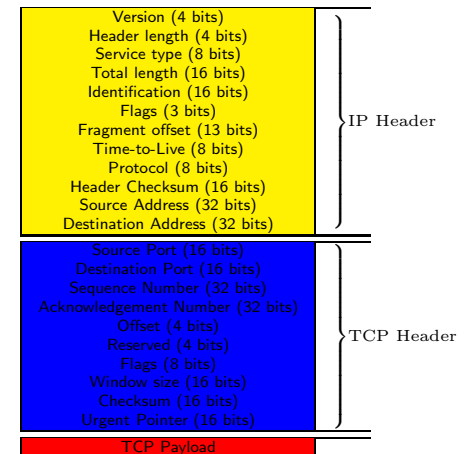 Version (4 bits)
Header length (4 bits)
Service type (8 bits)
Total length (16 bits)
Identification (16 bits)
Flags (3 bits)
Fragment offset (13 bits)
Time-to-Live (8 bits)
Protocol (8 bits)
Header Checksum (16 bits)
Source Address (32 bits)
Destination Address (32 bits)
IP Header
Source Port (16 bits)
Destination Port (16 bits)
Sequence Number (32 bits)
Acknowledgement Number (32 bits)
Offset (4 bits)
Reserved (4 bits)
Flags (8 bits)
Window size (16 bits)
Checksum (16 bits)
Urgent Pointer (16 bits)
TCP Header
TCP Payload